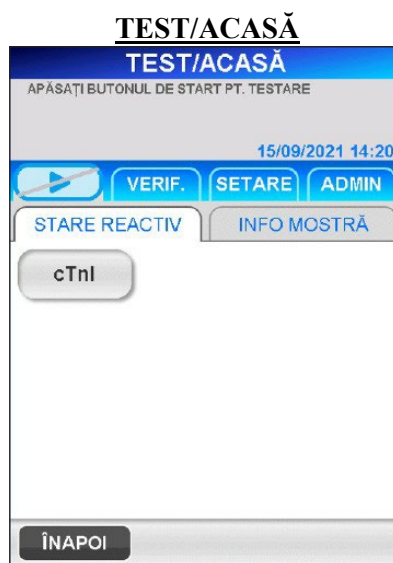 TEST/ACASĂ
TEST/ACASĂ
APĂSAȚI BUTONUL DE START PT. TESTARE
15/09/2021 14:20
VERIF. SETARE ADMIN
STARE REACTIV INFO MOSTRĂ
cTnI
ÎNAPOI